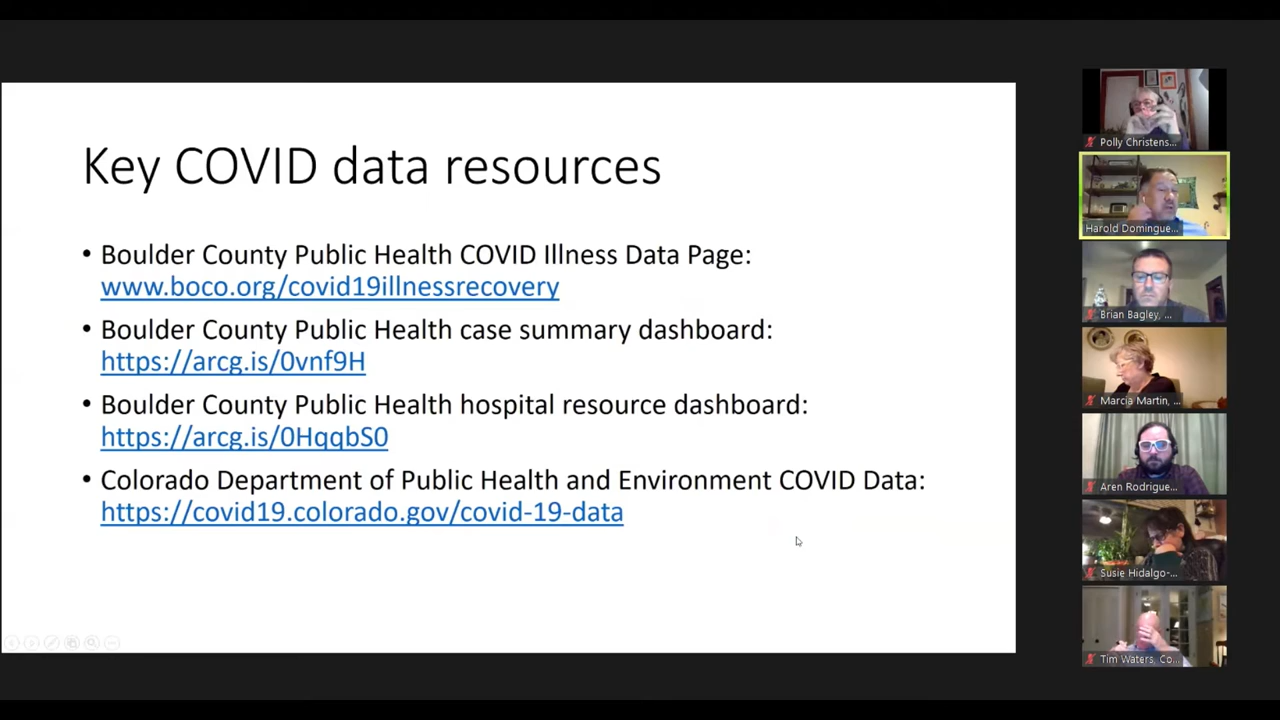 Key COVID data resources
• Boulder County Public Health COVID Illness Data Page:
www.boco.org/covid19illnessrecovery
• Boulder County Public Health case summary dashboard:
https://arcg.is/0vnf9H
• Boulder County Public Health hospital resource dashboard:
https://arcg.is/0HqqbS0
• Colorado Department of Public Health and Environment COVID Data:
https://covid19.colorado.gov/covid-19-data
Polly Christens...
Harold Domingue...
Brian Bagley, ...
Marcia Martin, ...
Aren Rodrigue...
Susie Hidalgo-...
Tim Waters, Co...